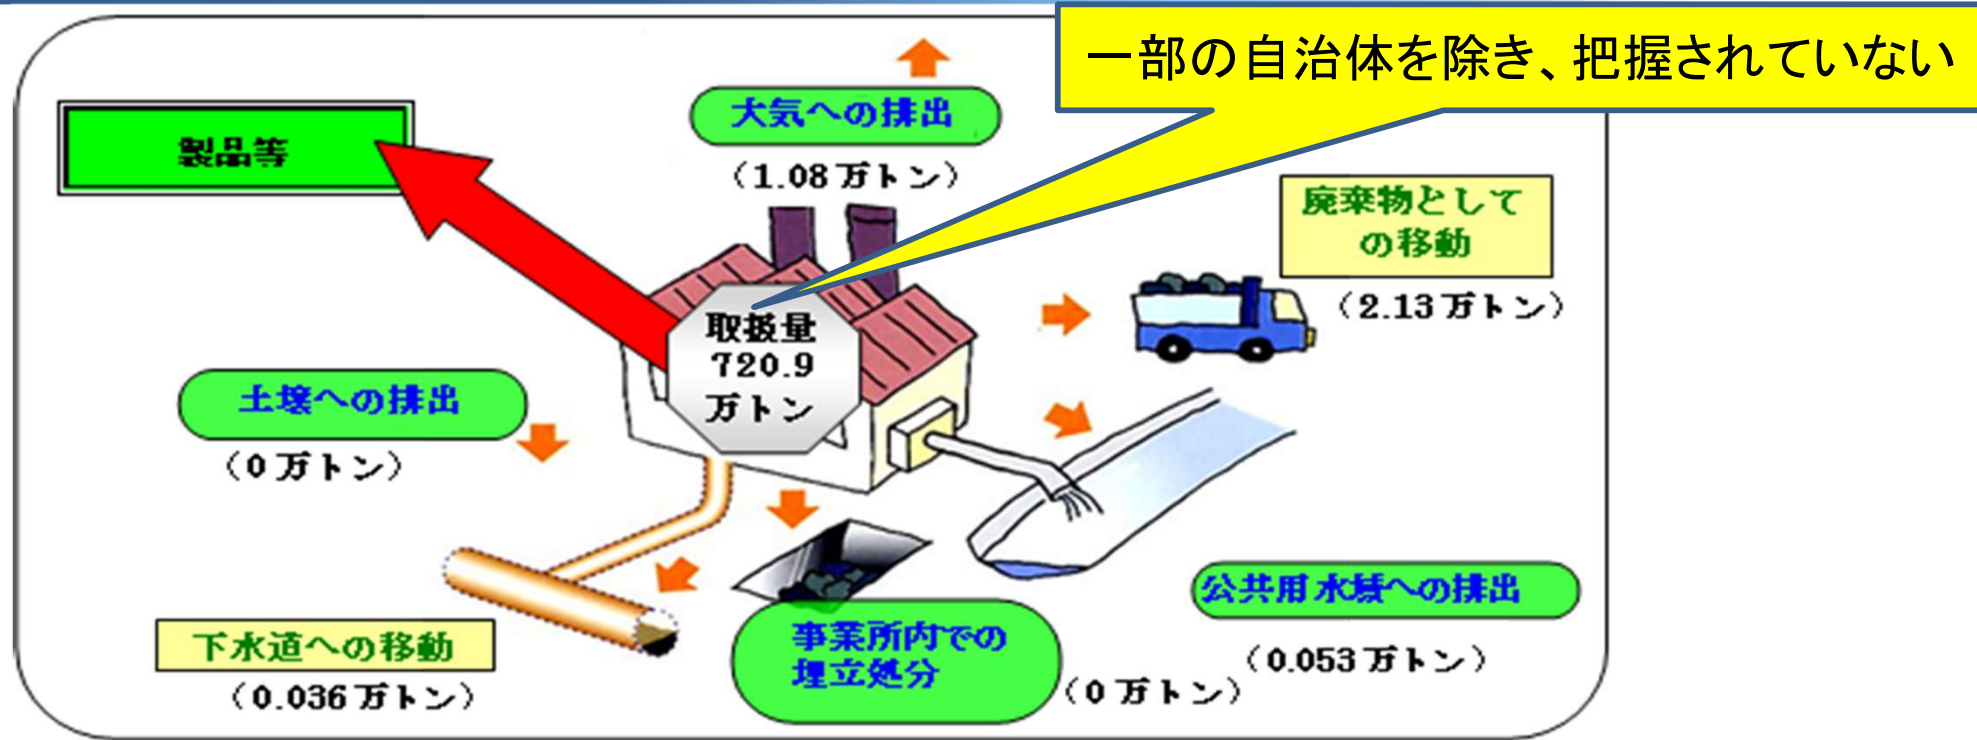 一部の自治体を除き、把握されていない
大気への排出
(1.08万トン)
製品等
廃棄物として
の移動
(2.13万トン)
取扱量
720.9
万トン
土壌への排出
(0万トン)
公共用水域への排出
(0.053万トン)
事業所内での
埋立処分
(0万トン)
下水道への移動
(0.036万トン)